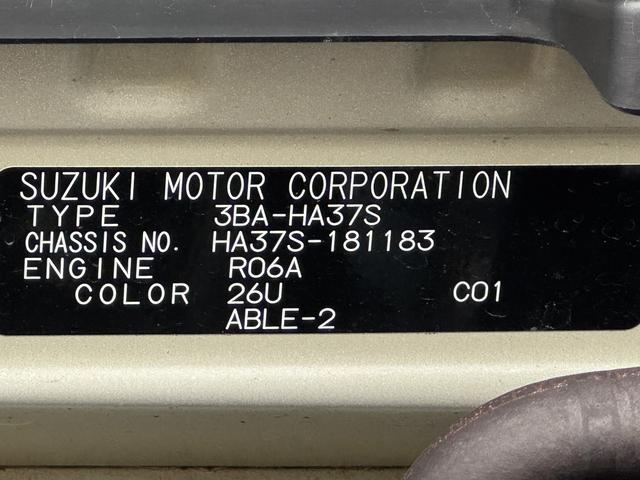 SUZUKI MOTOR CORPORATION
TYPE 3BA-HA37S
CHASSIS NO. HA37S-181183
ENGINE R06A
COLOR 26U C01
ABLE-2